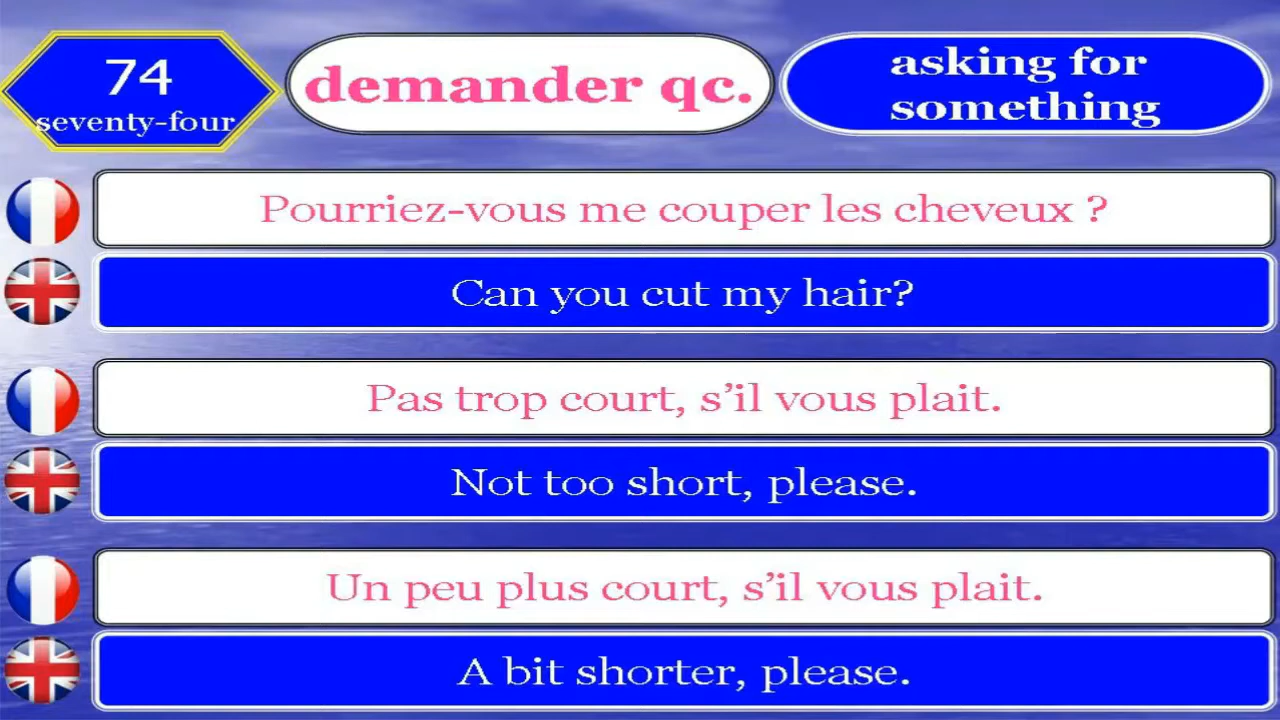 74
seventy-four
demander qc.
asking for
something
Pourriez-vous me couper les cheveux ?
Can you cut my hair?
Pas trop court, s’il vous plait.
Not too short, please.
Un peu plus court, s’il vous plait.
A bit shorter, please.